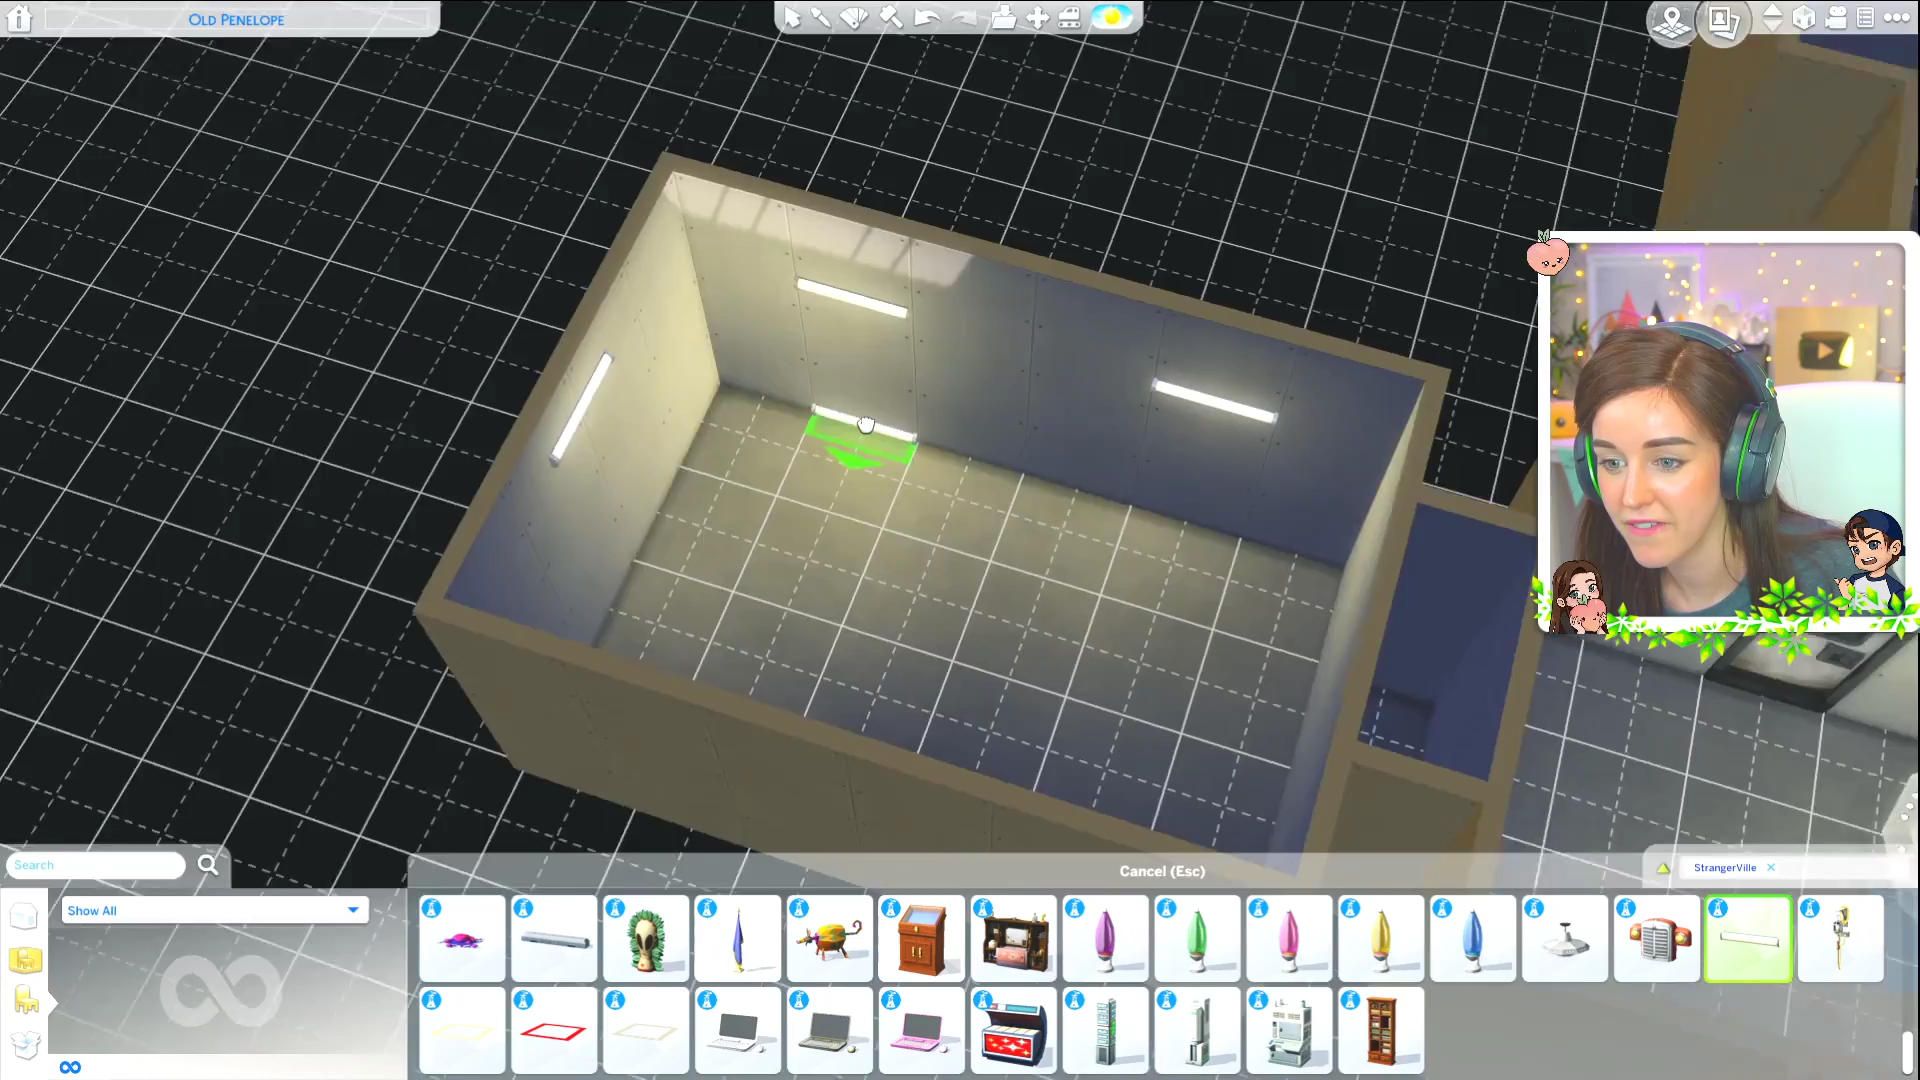 OLD PENELOPE
Search
Cancel (Esc)
StrangerVille
Show All